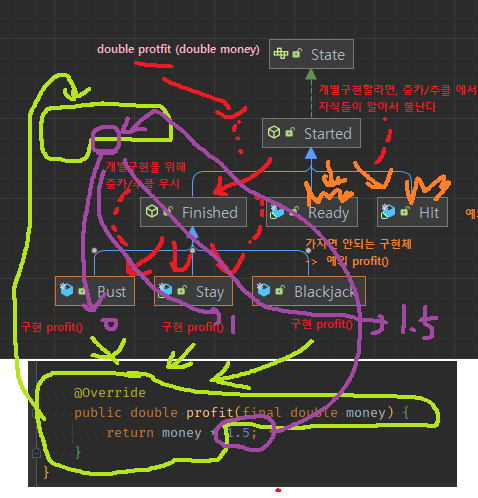 double protfit (double money)
State
개별구현할라면, 중카/추클 에서
자식들이 알아서 불난다
Started
개별구현을 위해
중카/추클 무시
Finished
Ready
Hit
가지면 안되는 구현체
-> 예외 profit()
Bust
Stay
Blackjack
구현 profit()
구현 profit()
구현 profit()
0
1
1.5
@Override
public double profit(final double money) {
return money * 1.5;
}
}